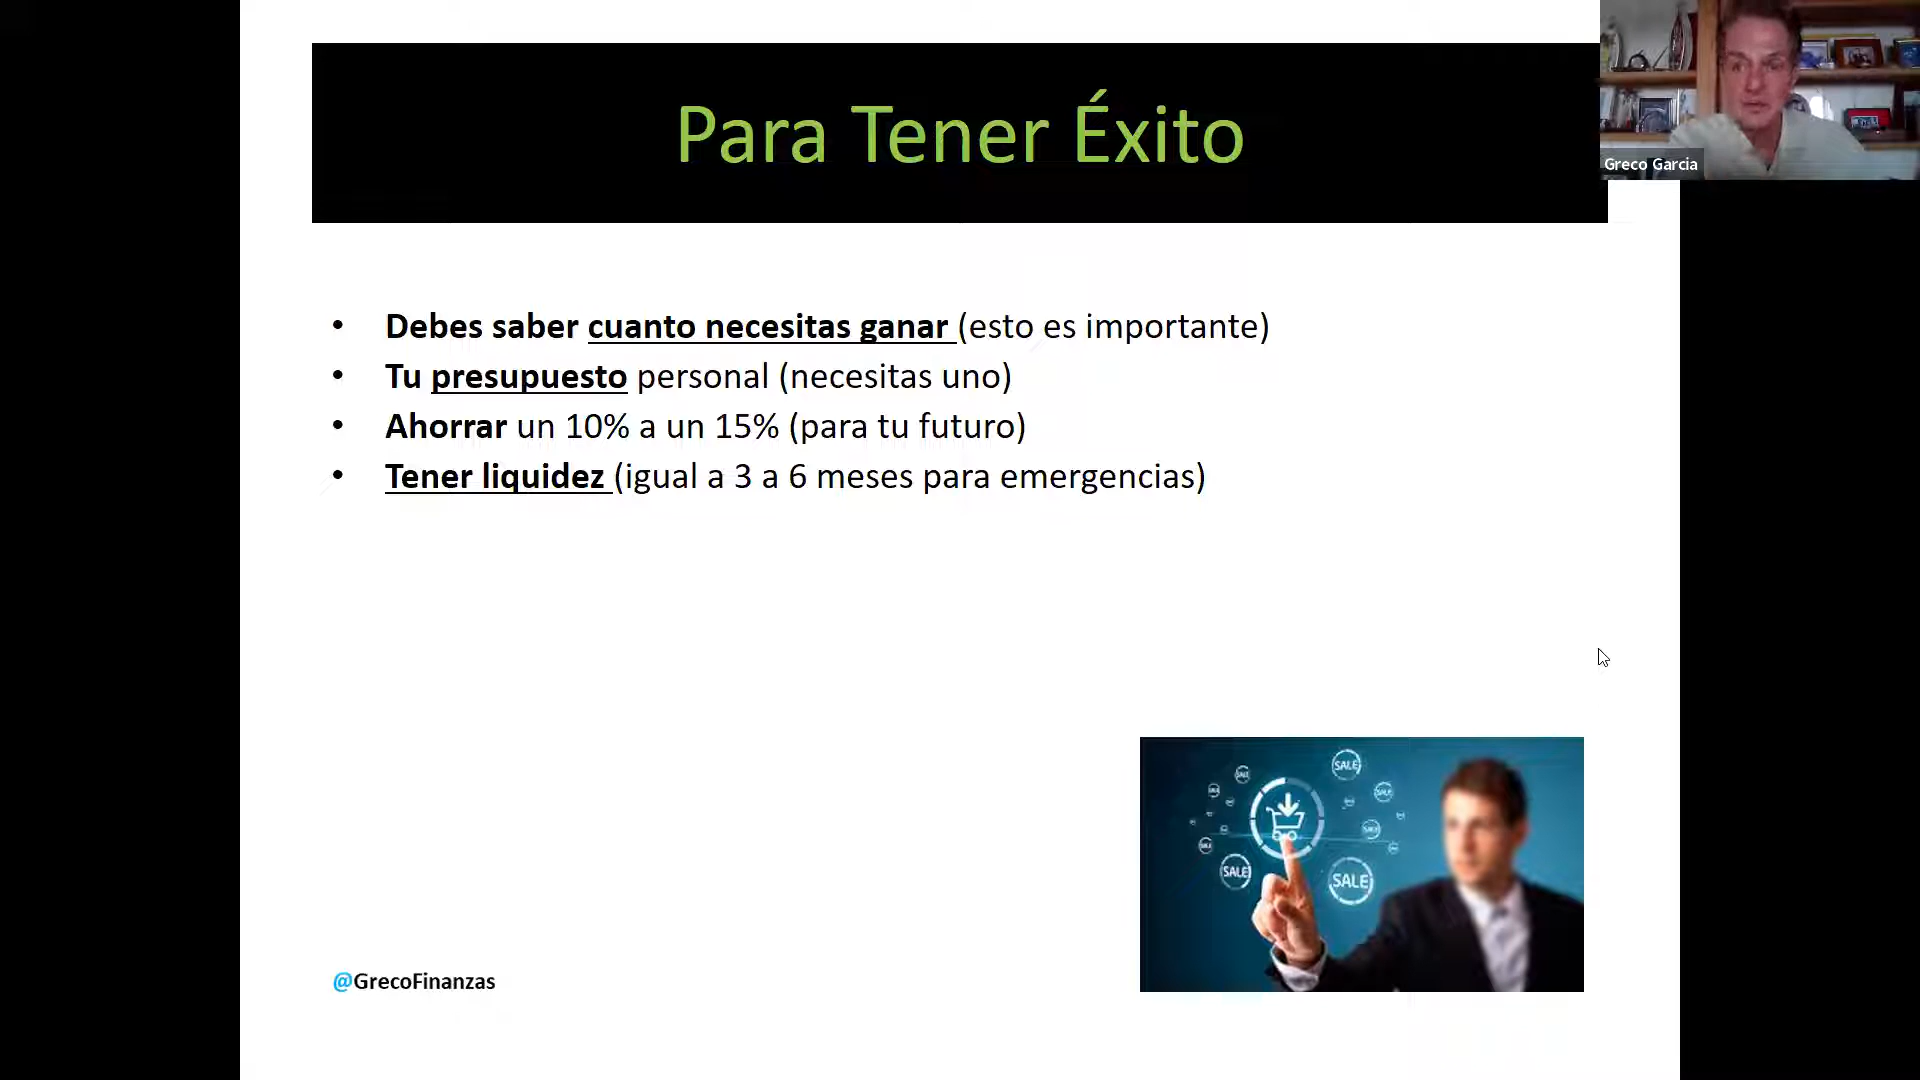 Para Tener Éxito
Greco Garcia
• Debes saber cuanto necesitas ganar (esto es importante)
• Tu presupuesto personal (necesitas uno)
• Ahorrar un 10% a un 15% (para tu futuro)
• Tener liquidez (igual a 3 a 6 meses para emergencias)
SALE
SALE
SALE
SALE
SALE
SALE
@GrecoFinanzas